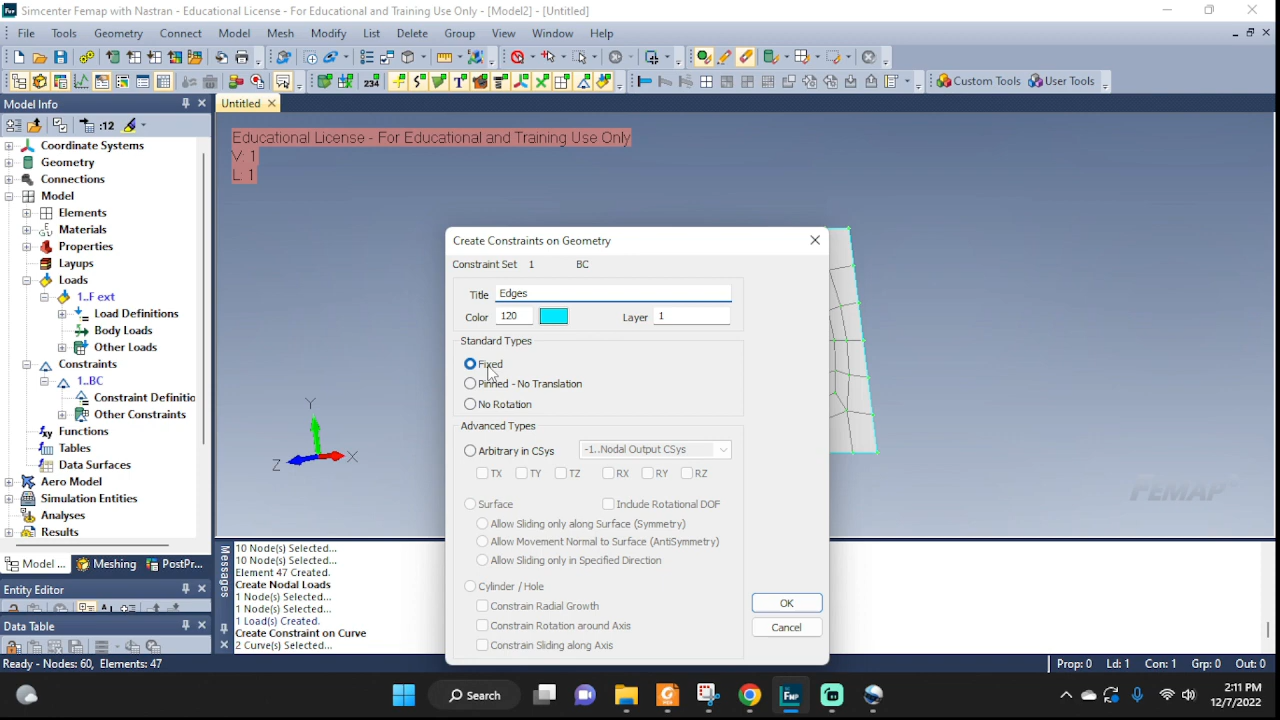 Simcenter Femap with Nastran - Educational License - For Educational and Training Use Only - [Model2] - [Untitled]
File Tools Geometry Connect Model Mesh Modify List Delete Group View Window Help
234 Custom Tools User Tools
Model Info
Untitled
:12
Educational License - For Educational and Training Use Only
V: 1
L: 1
Coordinate Systems
Geometry
Connections
Model
Elements
Materials
Properties
Layups
Loads
1..F ext
Load Definitions
Body Loads
Other Loads
Constraints
1..BC
Constraint Definitio
Other Constraints
Functions
Tables
Data Surfaces
Aero Model
Simulation Entities
Analyses
Results
Model ... Meshing PostPr...
Entity Editor
Data Table
Y
Z X
FEMAP
Create Constraints on Geometry
Constraint Set 1 BC
Title Edges
Color 120 Layer 1
Standard Types
Fixed
Pinned - No Translation
No Rotation
Advanced Types
Arbitrary in CSys -1..Nodal Output CSys
TX TY TZ RX RY RZ
Surface Include Rotational DOF
Allow Sliding only along Surface (Symmetry)
Allow Movement Normal to Surface (AntiSymmetry)
Allow Sliding only in Specified Direction
Cylinder / Hole
Constrain Radial Growth
Constrain Rotation around Axis
Constrain Sliding along Axis
OK
Cancel
Messages
10 Node(s) Selected...
10 Node(s) Selected...
Element 47 Created.
Create Nodal Loads
1 Node(s) Selected...
1 Node(s) Selected...
1 Load(s) Created.
Create Constraint on Curve
2 Curve(s) Selected...
Ready - Nodes: 60, Elements: 47
Prop: 0 Ld: 1 Con: 1 Grp: 0 Out: 0
Search
FMP
2:11 PM
12/7/2022